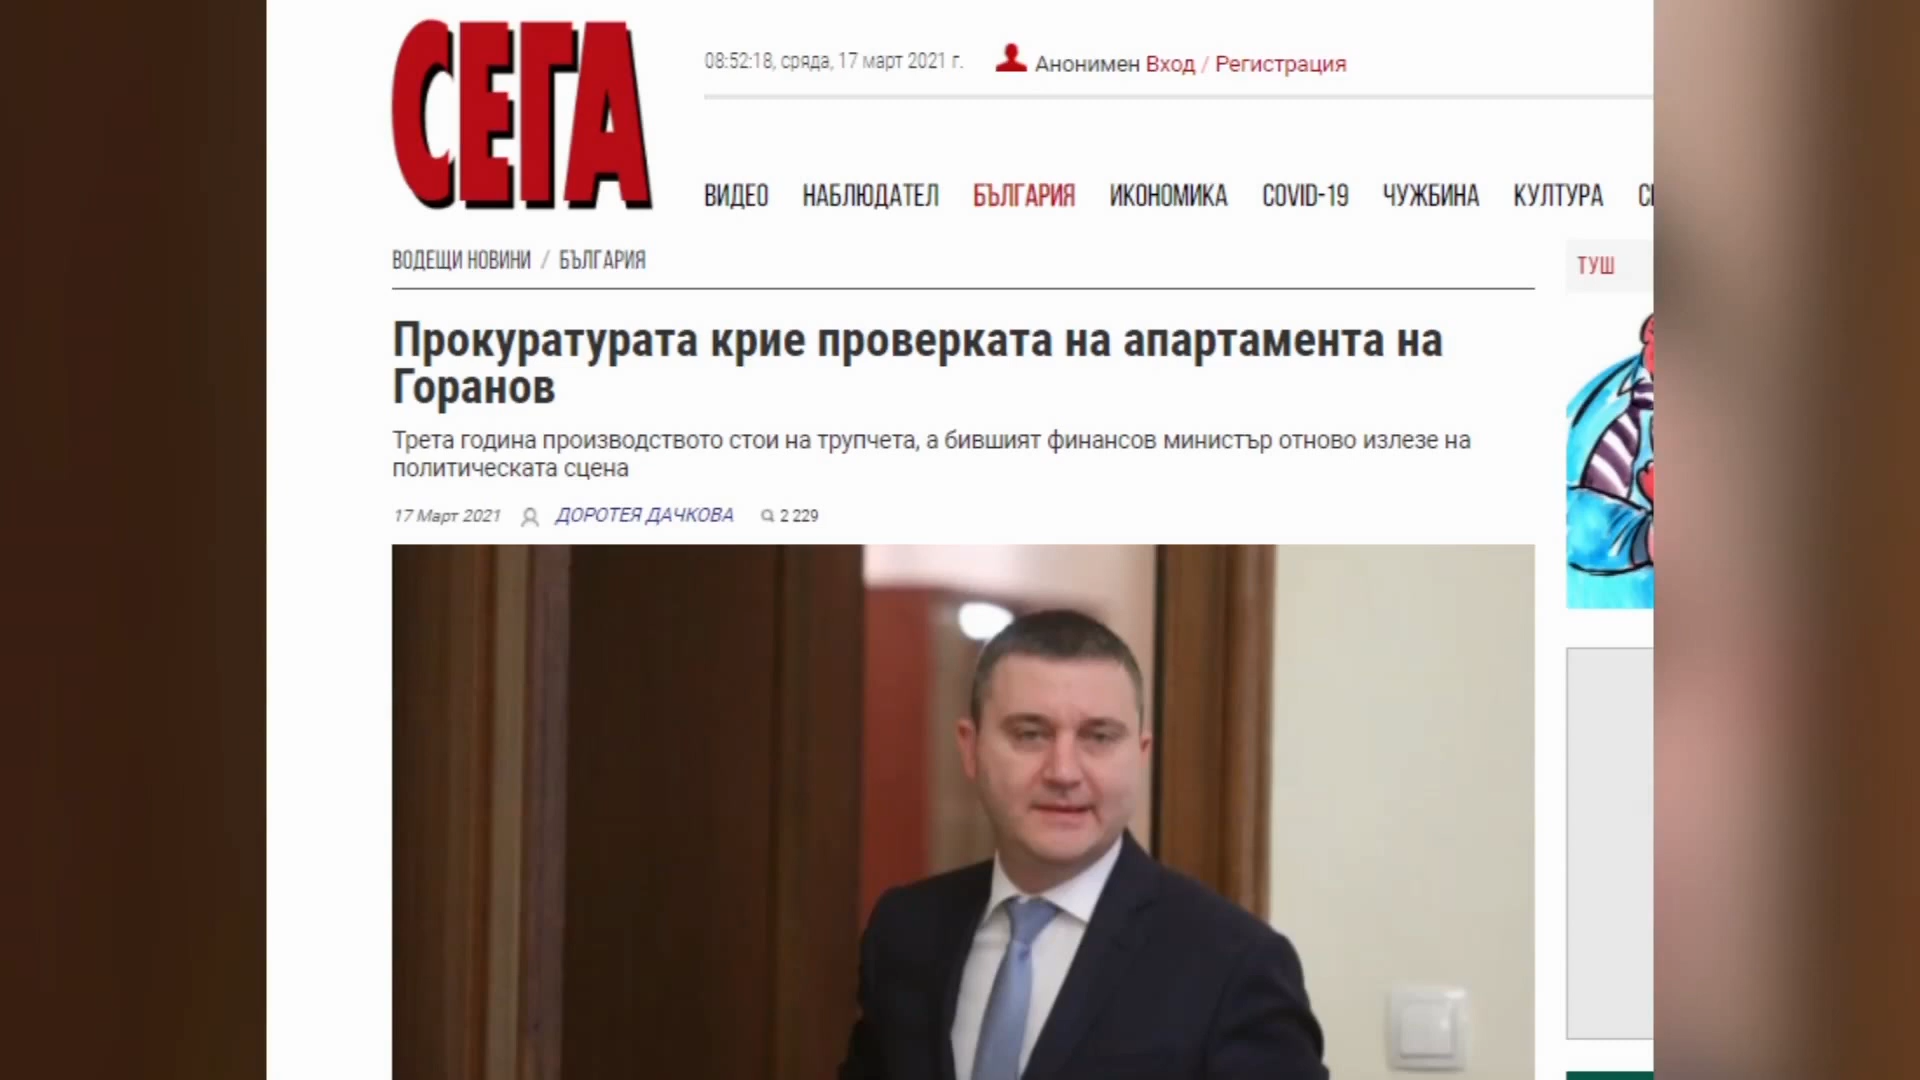 СЕГА
08:52:18, сряда, 17 март 2021 г.
Анонимен Вход / Регистрация
ВИДЕО НАБЛЮДАТЕЛ БЪЛГАРИЯ ИКОНОМИКА COVID-19 ЧУЖБИНА КУЛТУРА
ВОДЕЩИ НОВИНИ / БЪЛГАРИЯ
ТУШ
Прокуратурата крие проверката на апартамента на
Горанов
Трета година производството стои на трупчета, а бившият финансов министър отново излезе на
политическата сцена
17 Март 2021 ДОРОТЕЯ ДАЧКОВА 2 229